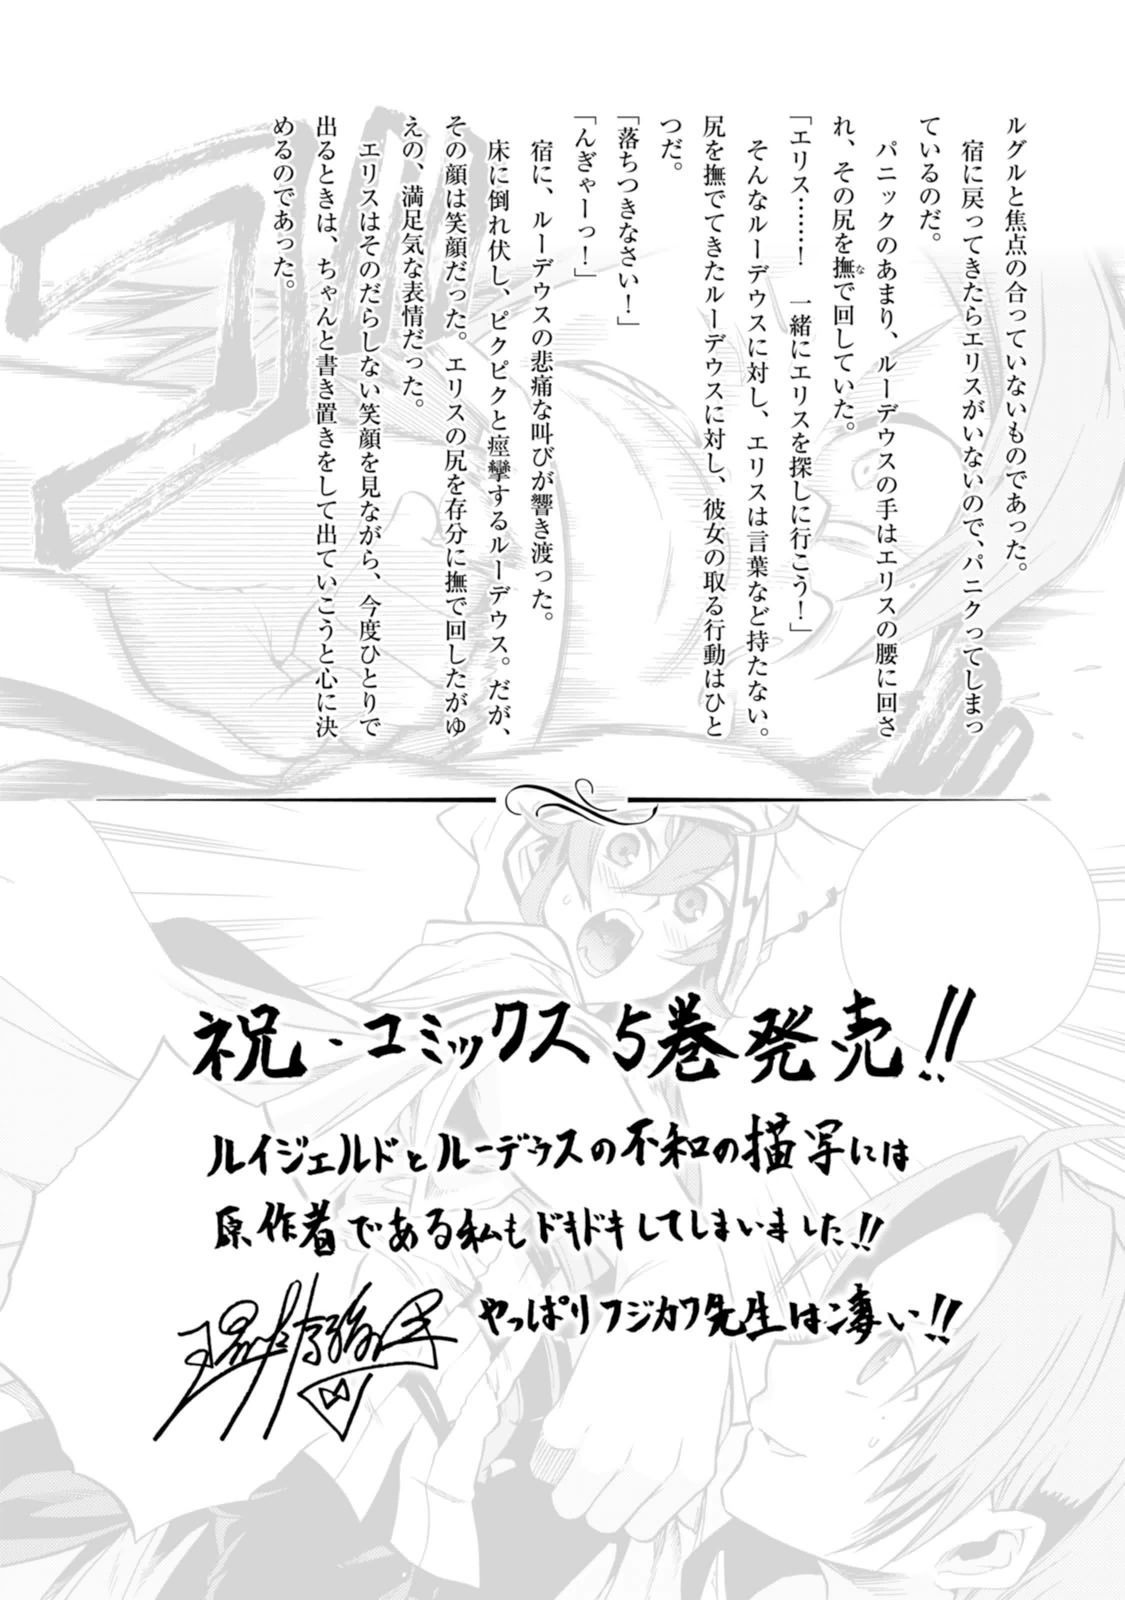 ルグルと焦点の合っていないものであった。
宿に戻ってきたらエリスがいないので、パニクってしまっ
ているのだ。
パニックのあまり、ルーデウスの手はエリスの腰に回さ
れ、その尻を撫で回していた。
「エリス……！　一緒にエリスを探しに行こう！」
そんなルーデウスに対し、エリスは言葉など持たない。
尻を撫でてきたルーデウスに対し、彼女の取る行動はひと
つだ。
「落ちつきなさい！」
「んぎゃーっ！」
宿に、ルーデウスの悲痛な叫びが響き渡った。
床に倒れ伏し、ピクピクと痙攣するルーデウス。だが、
その顔は笑顔だった。エリスの尻を存分に撫で回したがゆ
えの、満足気な表情だった。
エリスはそのだらしない笑顔を見ながら、今度ひとりで
出るときは、ちゃんと書き置きをして出ていこうと心に決
めるのであった。
祝・コミックス5巻発売!!
ルイジェルドとルーデウスの不和の描写には
原作者である私もドキドキしてしまいました!!
やっぱりフジカワ先生は凄い!!